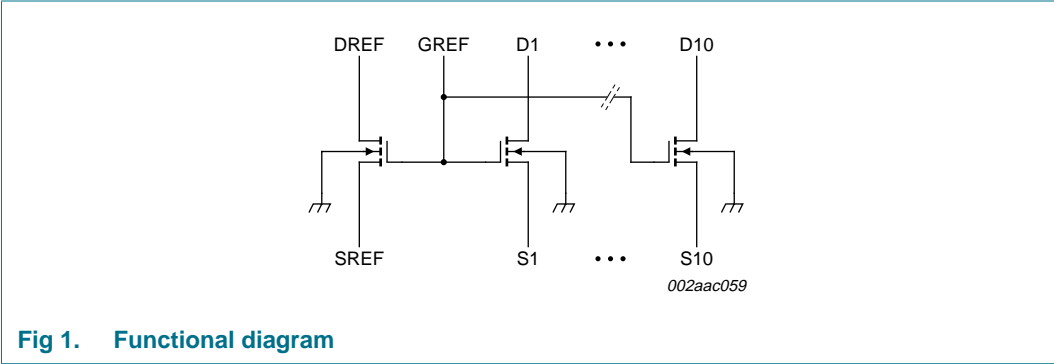 DREF GREF D1 • • • D10
SREF S1 • • • S10
002aac059
Fig 1. Functional diagram